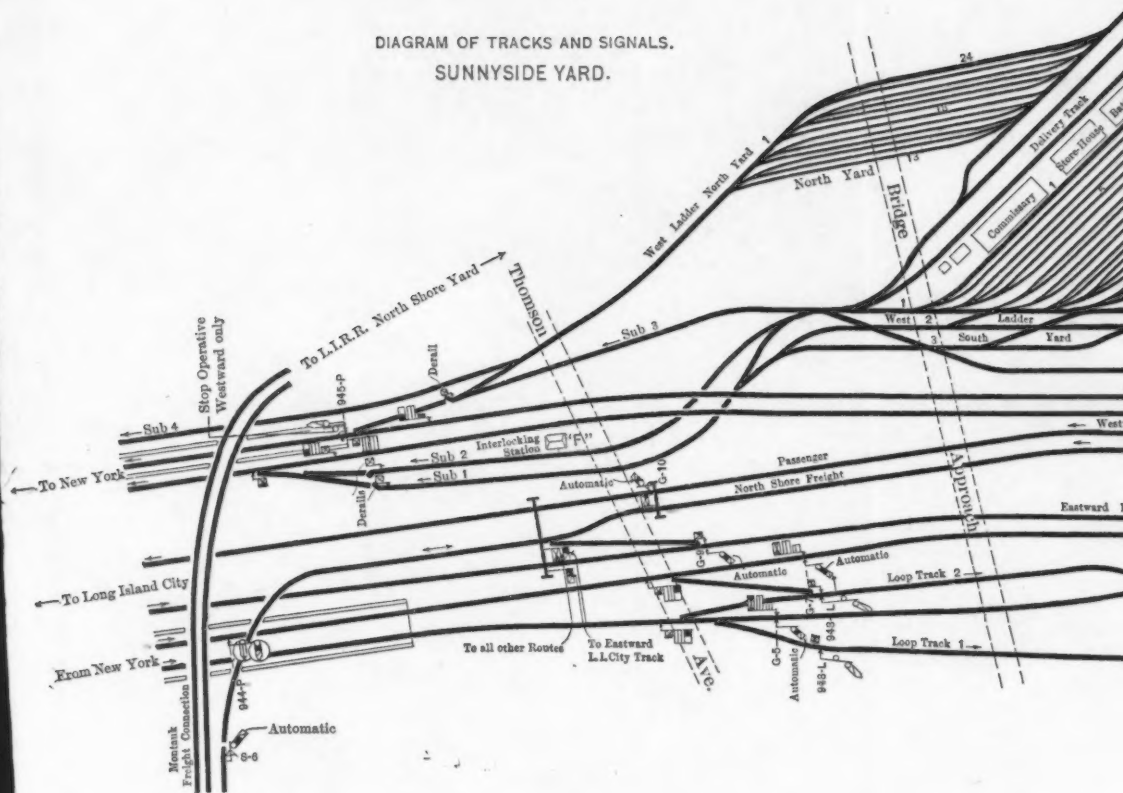 DIAGRAM OF TRACKS AND SIGNALS.
SUNNYSIDE YARD.
24
18
13
1
West Ladder North Yard
North Yard
Bridge
Approach
Delivery Track
Store-House
Commissary
1
5
1
West 2 Ladder
3 South Yard
Thomson
Ave.
To L.I.R.R. North Shore Yard
Stop Operative
Westward only
945-P
Derail
Sub 3
Sub 4
To New York
Sub 2
Sub 1
Derails
Interlocking
Station
"F"
West
Automatic
G-10
Passenger
North Shore Freight
Eastward
To Long Island City
G-9
Automatic
Automatic
Loop Track 2
943-L
From New York
To all other Routes
To Eastward
L.I.City Track
G-5
Automatic
Loop Track 1
944-P
Montauk
Freight Connection
Automatic
S-6